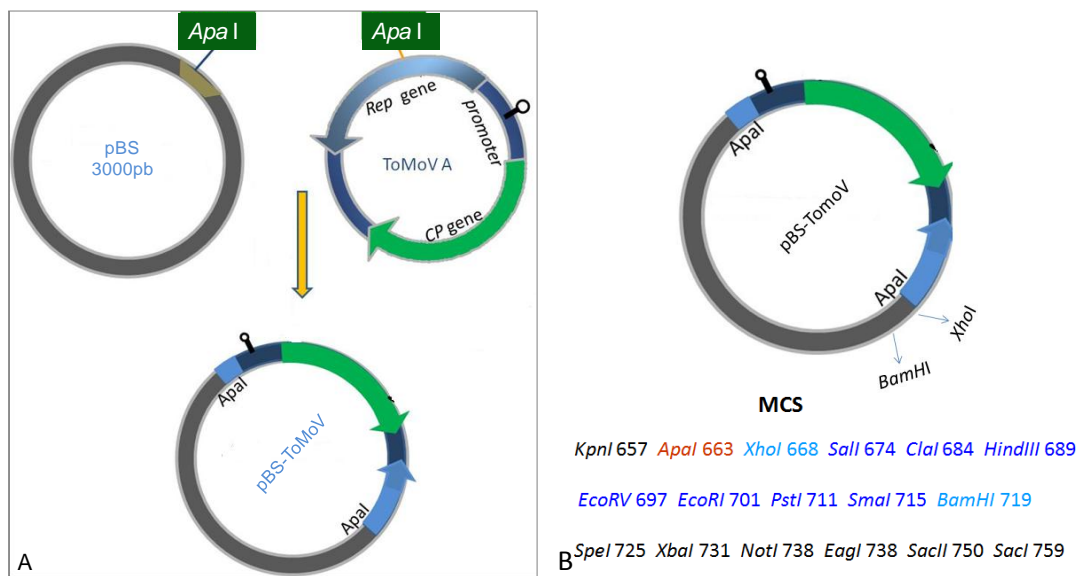 Apa I
Apa I
pBS
3000pb
Rep gene
promoter
ToMoV A
CP gene
ApaI
pBS-ToMoV
ApaI
A
ApaI
pBS-TomoV
ApaI
XhoI
BamHI
MCS
KpnI 657 ApaI 663 XhoI 668 SalI 674 ClaI 684 HindIII 689
EcoRV 697 EcoRI 701 PstI 711 SmaI 715 BamHI 719
SpeI 725 XbaI 731 NotI 738 EagI 738 SacII 750 SacI 759
B